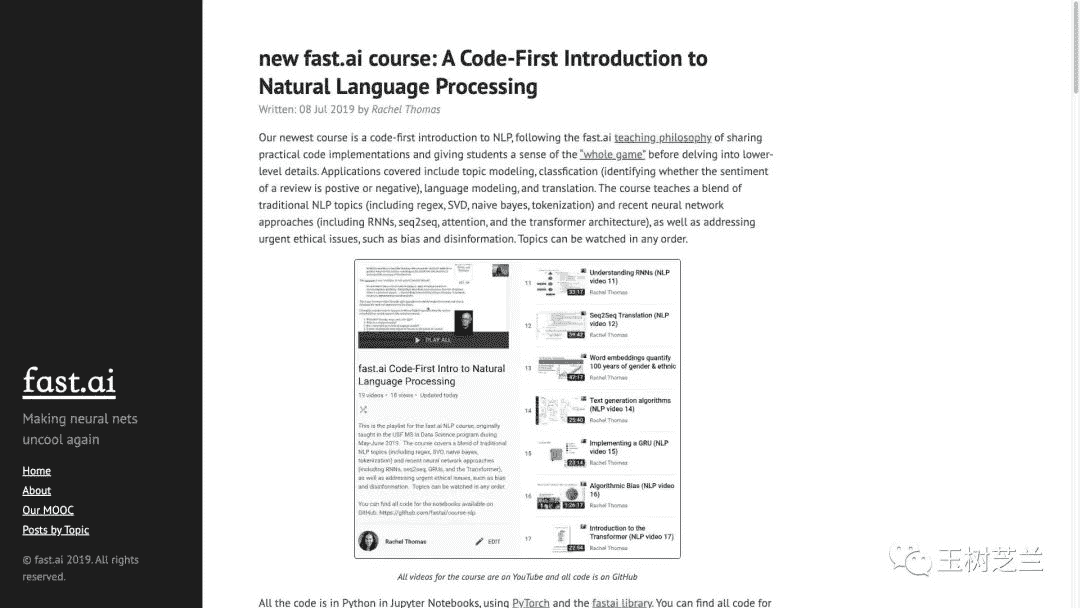 new fast.ai course: A Code-First Introduction to
Natural Language Processing
Written: 08 Jul 2019 by Rachel Thomas
Our newest course is a code-first introduction to NLP, following the fast.ai teaching philosophy of sharing
practical code implementations and giving students a sense of the “whole game” before delving into lower-
level details. Applications covered include topic modeling, classfication (identifying whether the sentiment
of a review is postive or negative), language modeling, and translation. The course teaches a blend of
traditional NLP topics (including regex, SVD, naive bayes, tokenization) and recent neural network
approaches (including RNNs, seq2seq, attention, and the transformer architecture), as well as addressing
urgent ethical issues, such as bias and disinformation. Topics can be watched in any order.
PLAY ALL
fast.ai Code-First Intro to Natural
Language Processing
19 videos • 18 views • Updated today
This is the playlist for the fast.ai NLP course, originally
taught in the USF MS in Data Science program during
May-June 2019. The course covers a blend of traditional
NLP topics (including regex, SVD, naive bayes,
tokenization) and recent neural network approaches
(including RNNs, seq2seq, GRUs, and the Transformer),
as well as addressing urgent ethical issues, such as bias
and disinformation. Topics can be watched in any order.
You can find all code for the notebooks available on
GitHub: https://github.com/fastai/course-nlp
Rachel Thomas
EDIT
11
33:17
Understanding RNNs (NLP
video 11)
Rachel Thomas
12
Seq2Seq Translation (NLP
video 12)
Rachel Thomas
13
47:17
Word embeddings quantify
100 years of gender & ethnic
Rachel Thomas
14
25:40
Text generation algorithms
(NLP video 14)
Rachel Thomas
15
23:14
Implementing a GRU (NLP
video 15)
Rachel Thomas
16
1:26:17
Algorithmic Bias (NLP video
16)
Rachel Thomas
17
22:54
Introduction to the
Transformer (NLP video 17)
Rachel Thomas
All videos for the course are on YouTube and all code is on GitHub
All the code is in Python in Jupyter Notebooks, using PyTorch and the fastai library. You can find all code for
fast.ai
Making neural nets
uncool again
Home
About
Our MOOC
Posts by Topic
© fast.ai 2019. All rights
reserved.
玉树芝兰